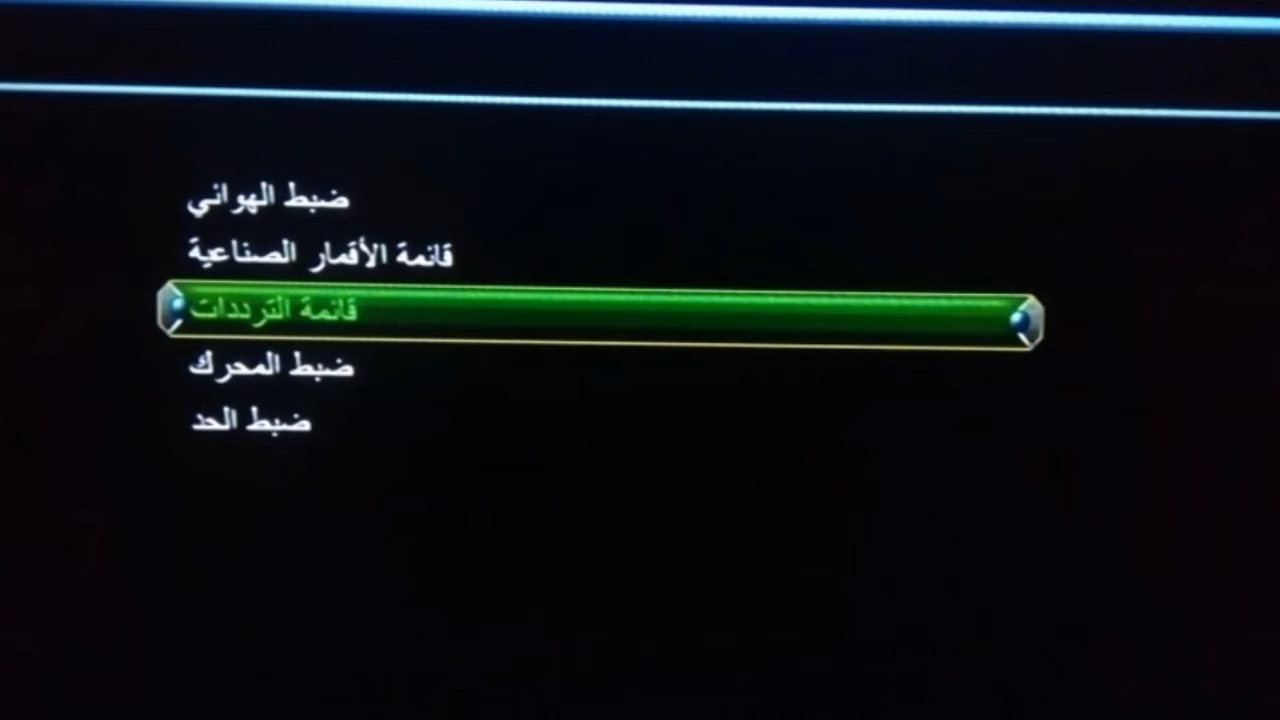 ضبط الهوائي
قائمة الأقمار الصناعية
قائمة الترددات
ضبط المحرك
ضبط الحد